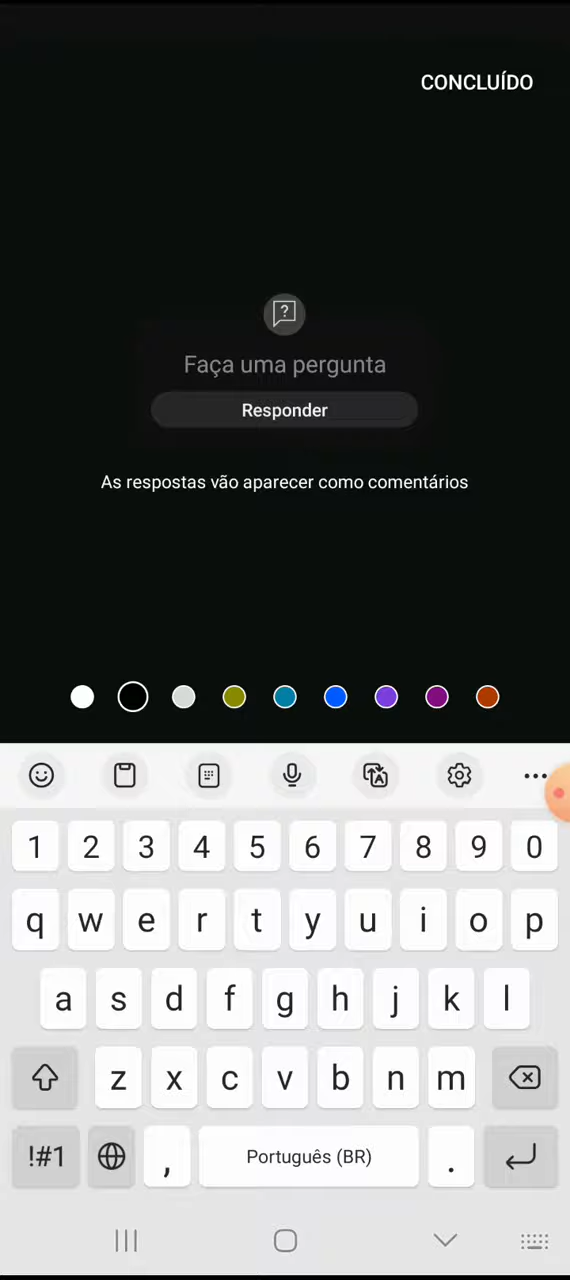 CONCLUÍDO
?
Faça uma pergunta
Responder
As respostas vão aparecer como comentários
1 2 3 4 5 6 7 8 9 0
q w e r t y u i o p
a s d f g h j k l
z x c v b n m
!#1 , Português (BR) .